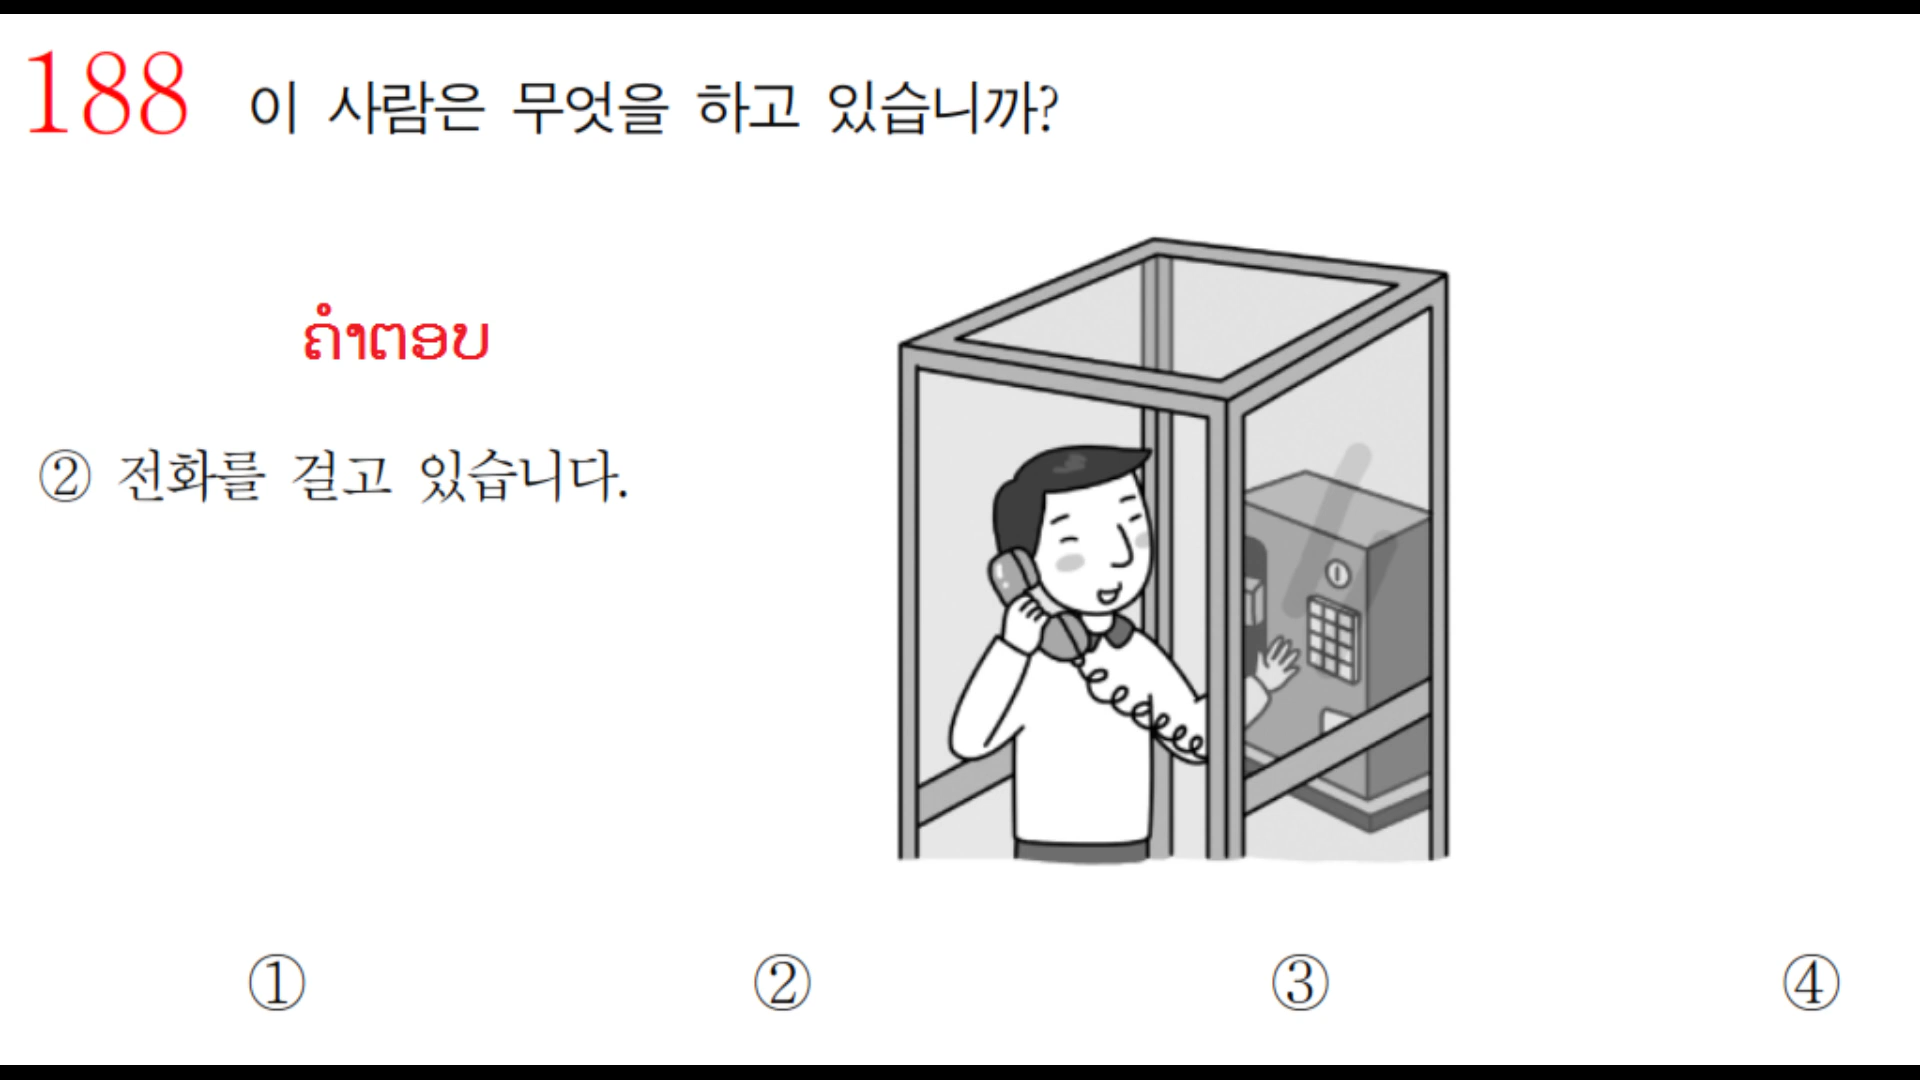 188 이 사람은 무엇을 하고 있습니까?
ຄຳຕອບ
② 전화를 걸고 있습니다.
① ② ③ ④